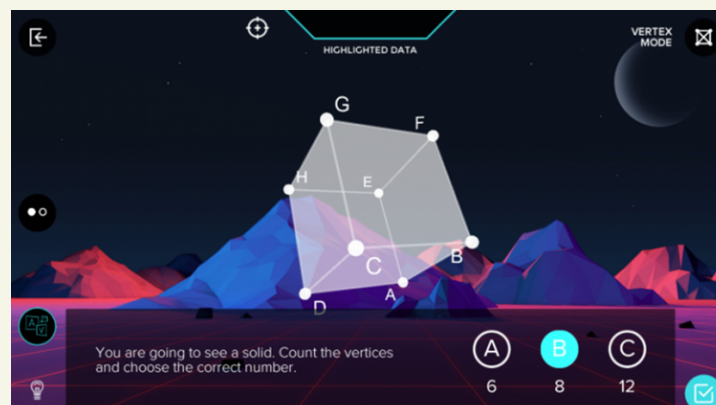 VERTEX
MODE
HIGHLIGHTED DATA
G
F
H
E
C
B
A
D
You are going to see a solid. Count the vertices
and choose the correct number.
A
B
C
6
8
12